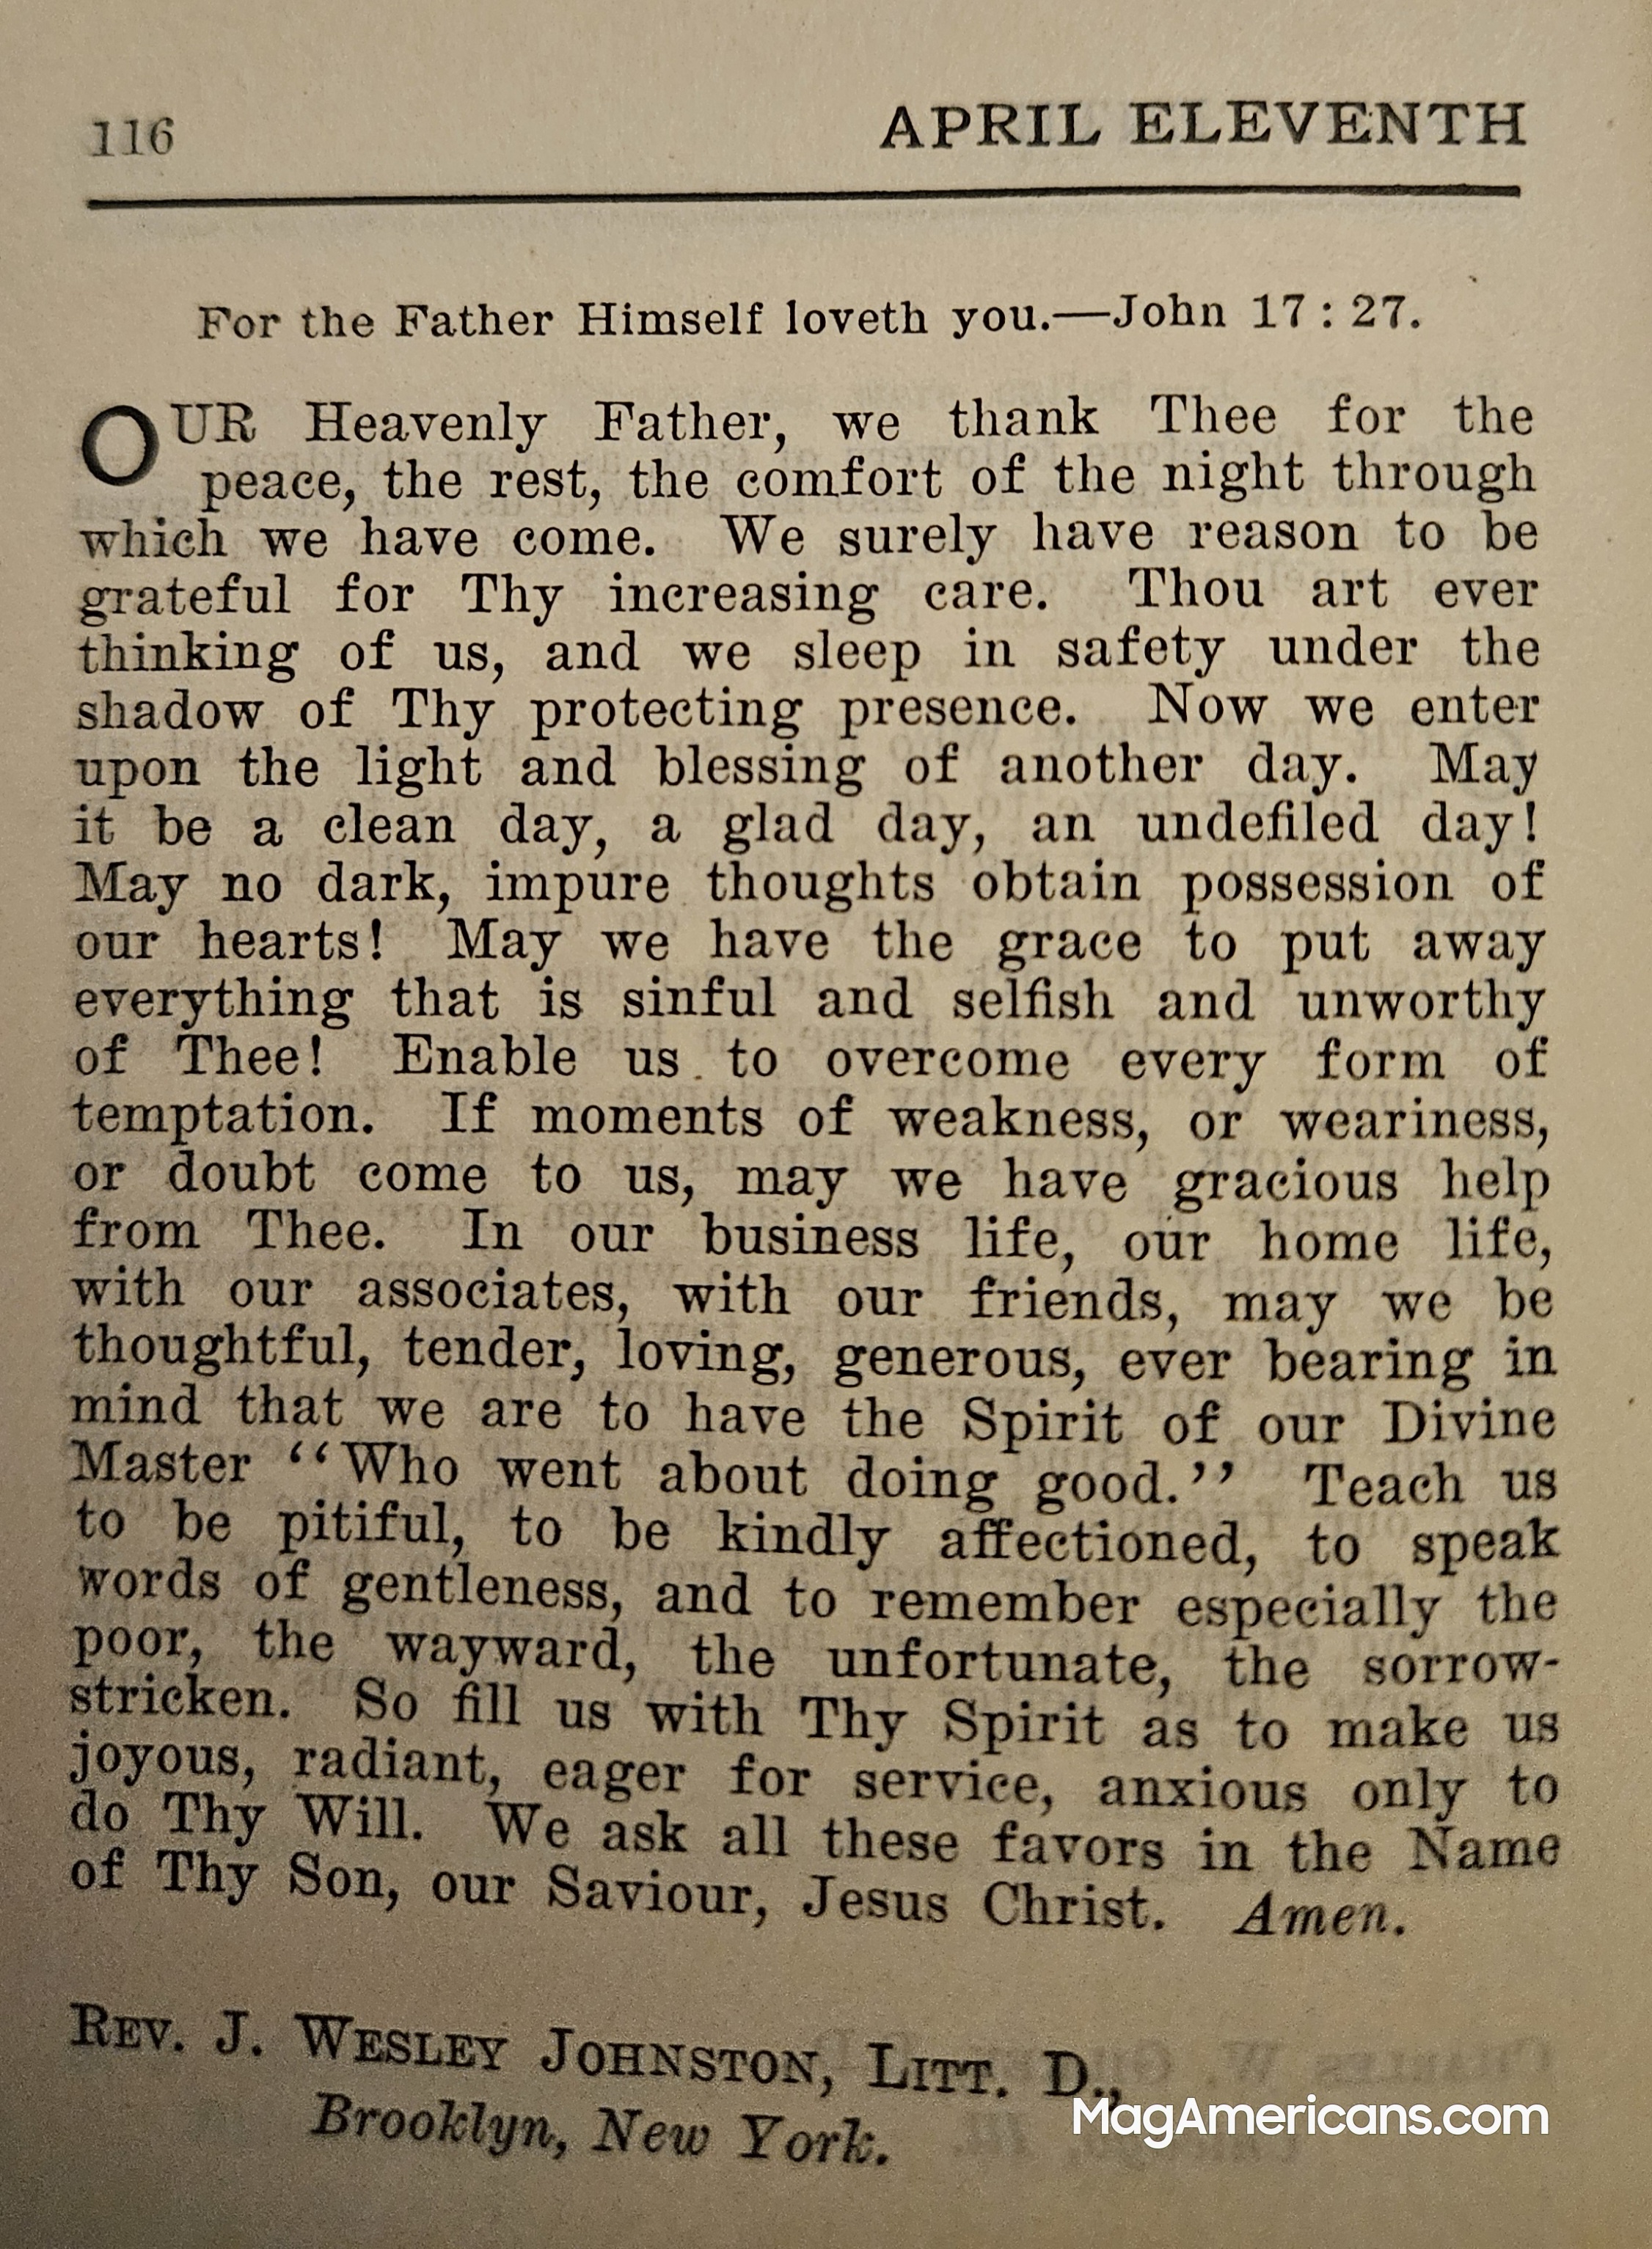 116 APRIL ELEVENTH
For the Father Himself loveth you.—John 17:27.
OUR Heavenly Father, we thank Thee for the
peace, the rest, the comfort of the night through
which we have come. We surely have reason to be
grateful for Thy increasing care. Thou art ever
thinking of us, and we sleep in safety under the
shadow of Thy protecting presence. Now we enter
upon the light and blessing of another day. May
it be a clean day, a glad day, an undefiled day!
May no dark, impure thoughts obtain possession of
our hearts! May we have the grace to put away
everything that is sinful and selfish and unworthy
of Thee! Enable us to overcome every form of
temptation. If moments of weakness, or weariness,
or doubt come to us, may we have gracious help
from Thee. In our business life, our home life,
with our associates, with our friends, may we be
thoughtful, tender, loving, generous, ever bearing in
mind that we are to have the Spirit of our Divine
Master “Who went about doing good.” Teach us
to be pitiful, to be kindly affectioned, to speak
words of gentleness, and to remember especially the
poor, the wayward, the unfortunate, the sorrow-
stricken. So fill us with Thy Spirit as to make us
joyous, radiant, eager for service, anxious only to
do Thy Will. We ask all these favors in the Name
of Thy Son, our Saviour, Jesus Christ. Amen.
REV. J. WESLEY JOHNSTON, LITT. D.,
Brooklyn, New York.
MagAmericans.com